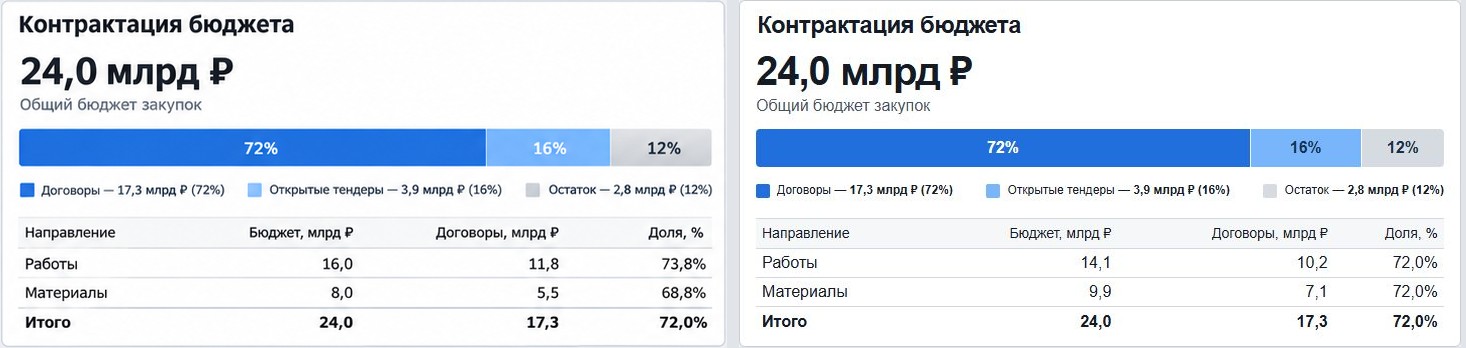 Контрактация бюджета
24,0 млрд ₽
Общий бюджет закупок
72% 16% 12%
Договоры — 17,3 млрд ₽ (72%) Открытые тендеры — 3,9 млрд ₽ (16%) Остаток — 2,8 млрд ₽ (12%)
Направление Бюджет, млрд ₽ Договоры, млрд ₽ Доля, %
Работы 16,0 11,8 73,8%
Материалы 8,0 5,5 68,8%
Итого 24,0 17,3 72,0%
Контрактация бюджета
24,0 млрд ₽
Общий бюджет закупок
72% 16% 12%
Договоры — 17,3 млрд ₽ (72%) Открытые тендеры — 3,9 млрд ₽ (16%) Остаток — 2,8 млрд ₽ (12%)
Направление Бюджет, млрд ₽ Договоры, млрд ₽ Доля, %
Работы 14,1 10,2 72,0%
Материалы 9,9 7,1 72,0%
Итого 24,0 17,3 72,0%